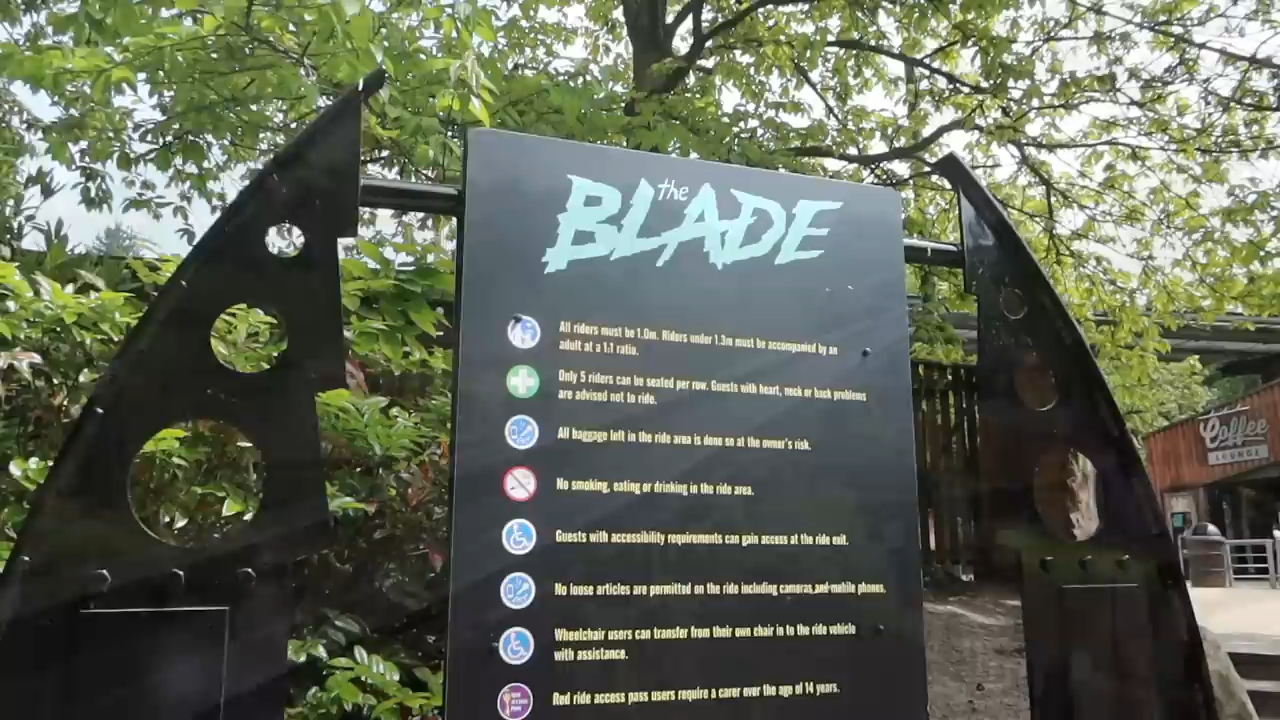 the
BLADE
All riders must be 1.0m. Riders under 1.3m must be accompanied by an
adult at a 1:1 ratio.
Only 5 riders can be seated per row. Guests with heart, neck or back problems
are advised not to ride.
All baggage left in the ride area is done so at the owner's risk.
No smoking, eating or drinking in the ride area.
Guests with accessibility requirements can gain access at the ride exit.
No loose articles are permitted on the ride including cameras and mobile phones.
Wheelchair users can transfer from their own chair in to the ride vehicle
with assistance.
Red ride access pass users require a carer over the age of 14 years.
Coffee
LOUNGE